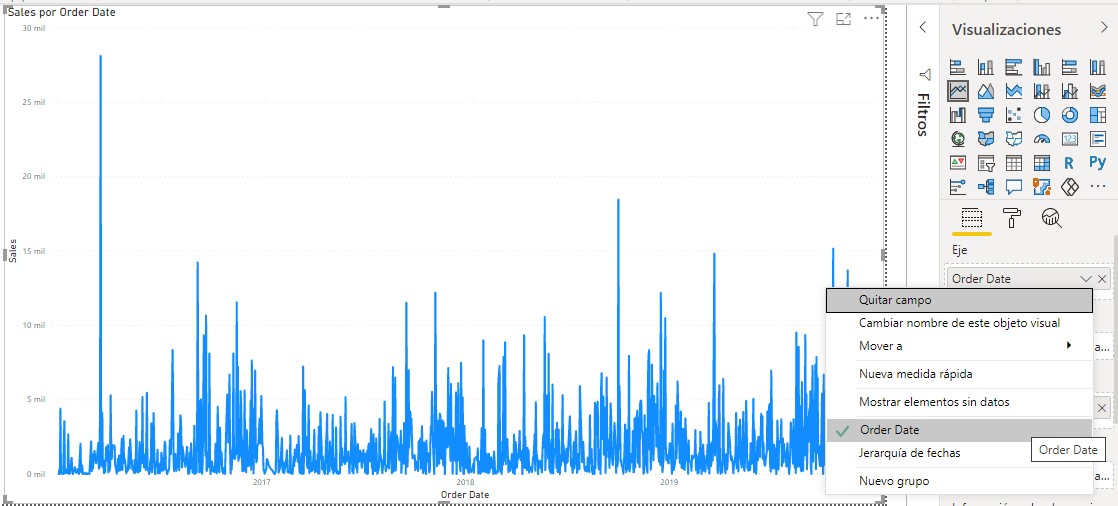 Sales por Order Date
30 mil
25 mil
20 mil
15 mil
10 mil
5 mil
0 mil
Sales
2017
2018
2019
Order Date
Filtros
Visualizaciones
123
R
Py
Eje
Order Date
Quitar campo
Cambiar nombre de este objeto visual
Mover a
Nueva medida rápida
Mostrar elementos sin datos
Order Date
Jerarquía de fechas
Nuevo grupo
Order Date
a...
a...